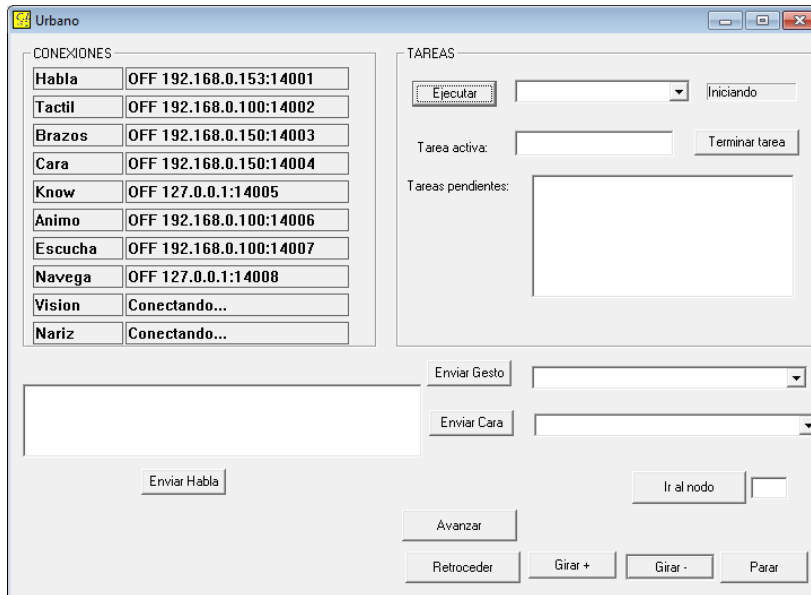 Urbano
CONEXIONES
Habla OFF 192.168.0.153:14001
Tactil OFF 192.168.0.100:14002
Brazos OFF 192.168.0.150:14003
Cara OFF 192.168.0.150:14004
Know OFF 127.0.0.1:14005
Animo OFF 192.168.0.100:14006
Escucha OFF 192.168.0.100:14007
Navega OFF 127.0.0.1:14008
Vision Conectando...
Nariz Conectando...
TAREAS
Ejecutar Iniciando
Tarea activa: Terminar tarea
Tareas pendientes:
Enviar Gesto
Enviar Cara
Enviar Habla
Ir al nodo
Avanzar
Retroceder Girar + Girar - Parar